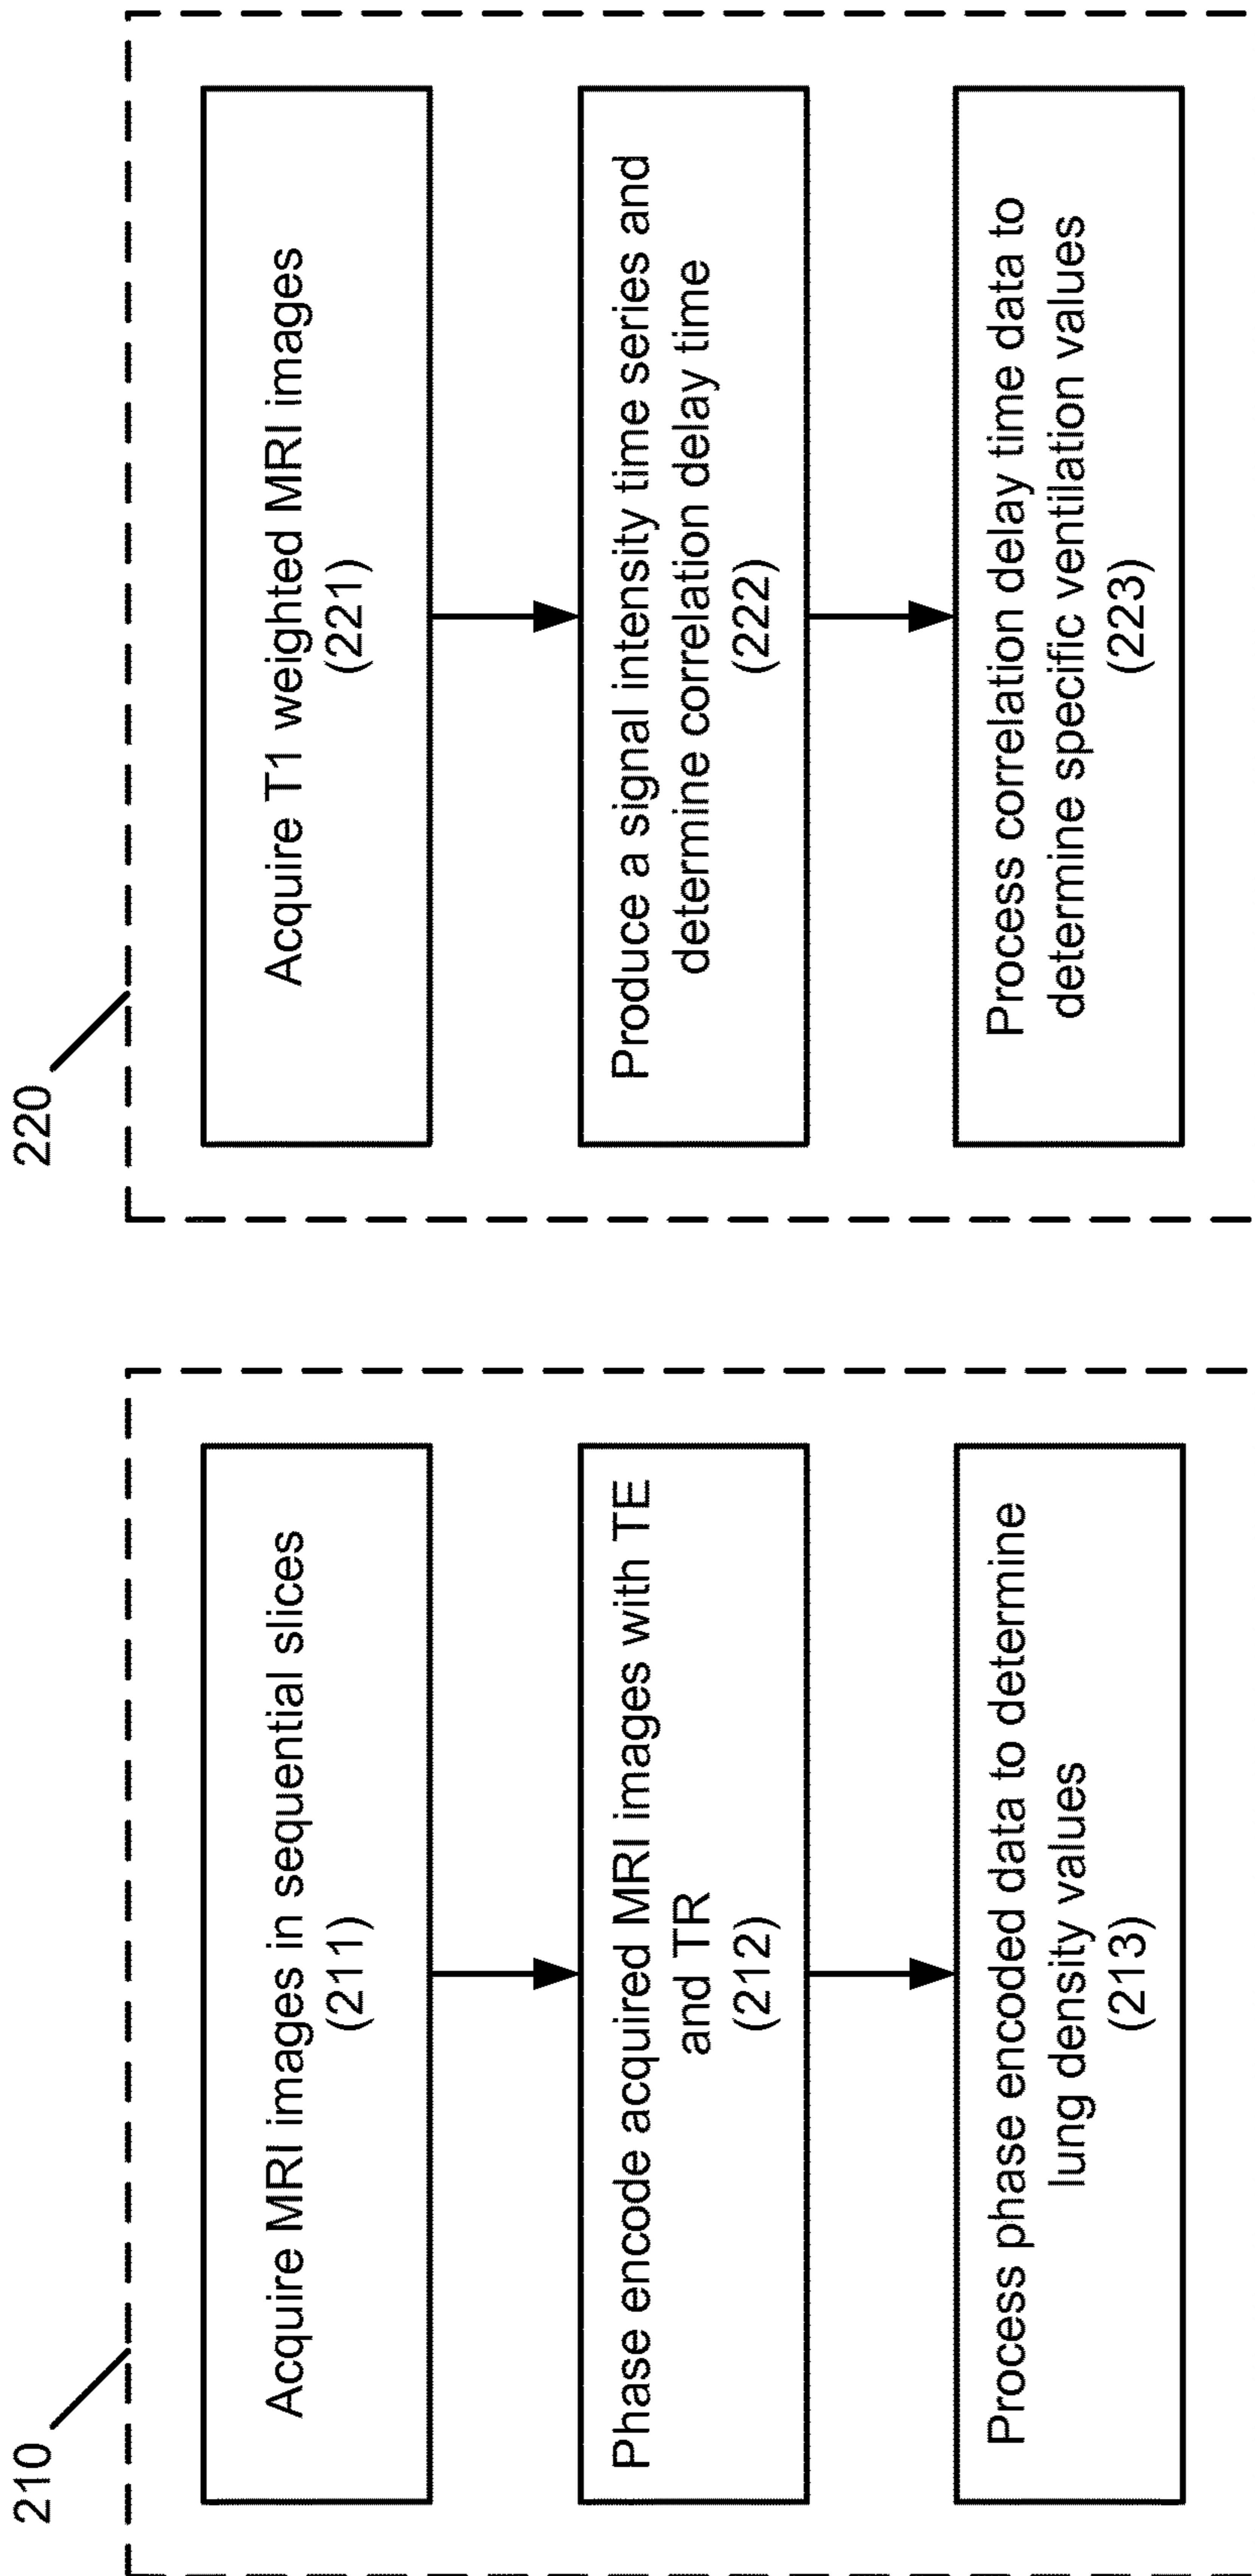 210
Acquire MRI images in sequential slices
(211)
Phase encode acquired MRI images with TE
and TR
(212)
Process phase encoded data to determine
lung density values
(213)
220
Acquire T1 weighted MRI images
(221)
Produce a signal intensity time series and
determine correlation delay time
(222)
Process correlation delay time data to
determine specific ventilation values
(223)